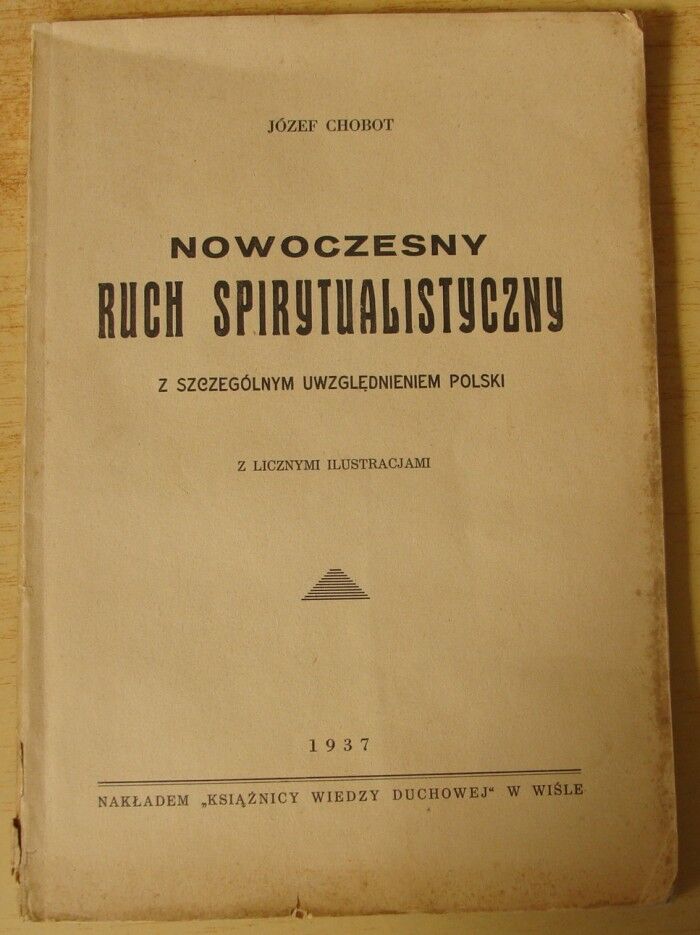 JÓZEF CHOBOT
NOWOCZESNY
RUCH SPIRYTUALISTYCZNY
Z SZCZEGÓLNYM UWZGLĘDNIENIEM POLSKI
Z LICZNYMI ILUSTRACJAMI
1937
NAKŁADEM „KSIĄŻNICY WIEDZY DUCHOWEJ“ W WIŚLE